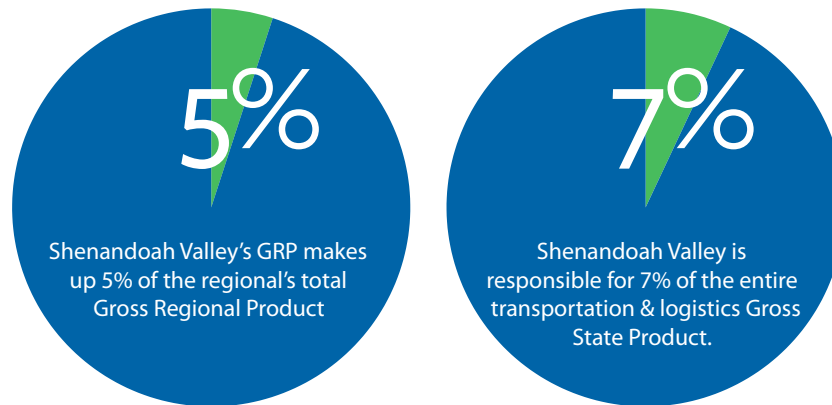 5%
Shenandoah Valley's GRP makes
up 5% of the regional's total
Gross Regional Product
7%
Shenandoah Valley is
responsible for 7% of the entire
transportation & logistics Gross
State Product.